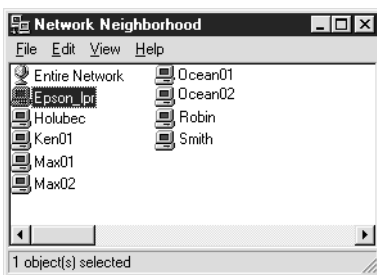 Network Neighborhood
File Edit View Help
Entire Network
Epson_lpr
Holubec
Ken01
Max01
Max02
Ocean01
Ocean02
Robin
Smith
1 object(s) selected